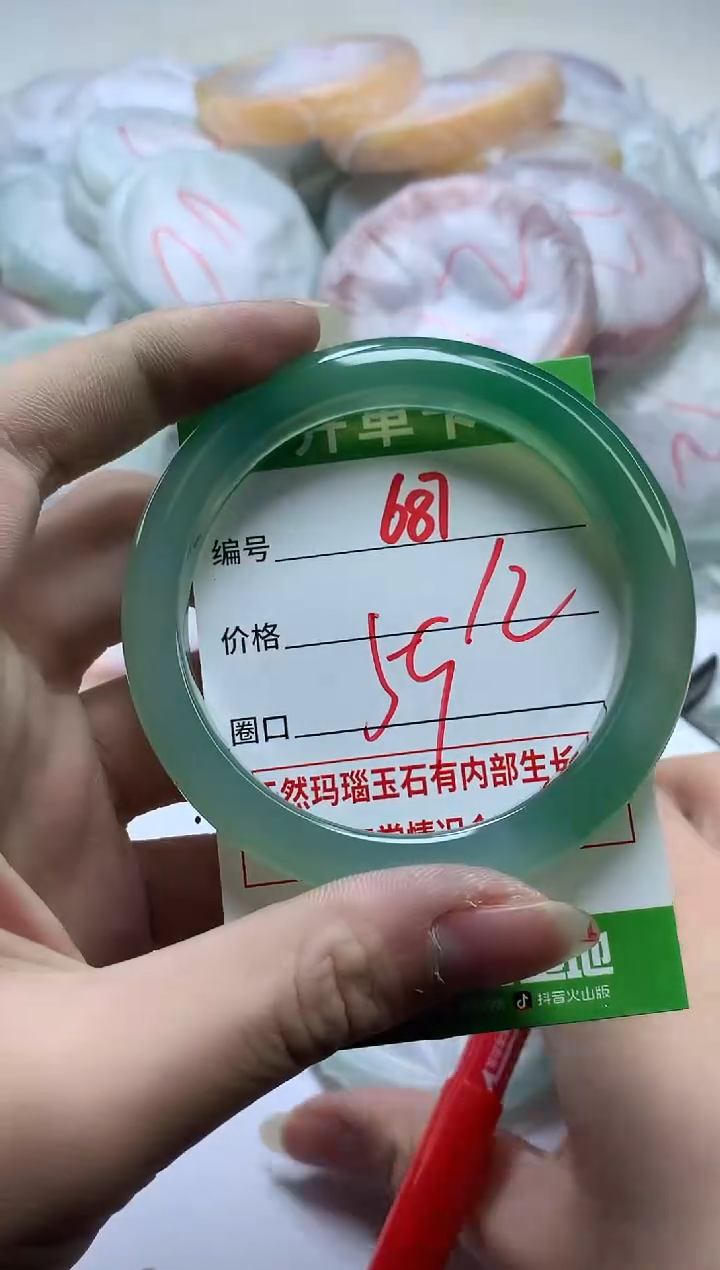 开单卡
编号 687
价格 12
圈口 59
天然玛瑙玉石有内部生长
抖音火山版